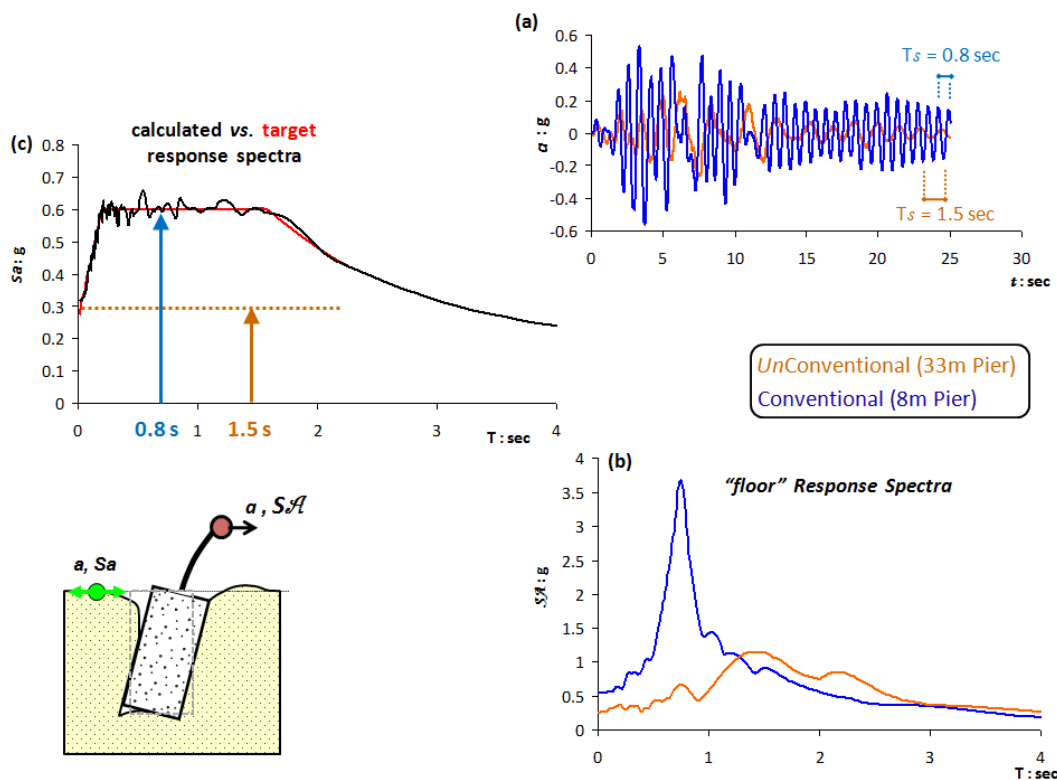 (a)
0.6
0.4
0.2
0
-0.2
-0.4
-0.6
a : g
Ts = 0.8 sec
Ts = 1.5 sec
0 5 10 15 20 25 30
t : sec
(c)
calculated vs. target
response spectra
0.8
0.7
0.6
0.5
0.4
0.3
0.2
0.1
0
Sa : g
0 0.8 s 1 1.5 s 2 3 4
T : sec
UnConventional (33m Pier)
Conventional (8m Pier)
(b)
“floor” Response Spectra
4
3.5
3
2.5
2
1.5
1
0.5
0
𝒮𝒜 : g
0 1 2 3 4
T : sec
a , S𝒜
a, Sa